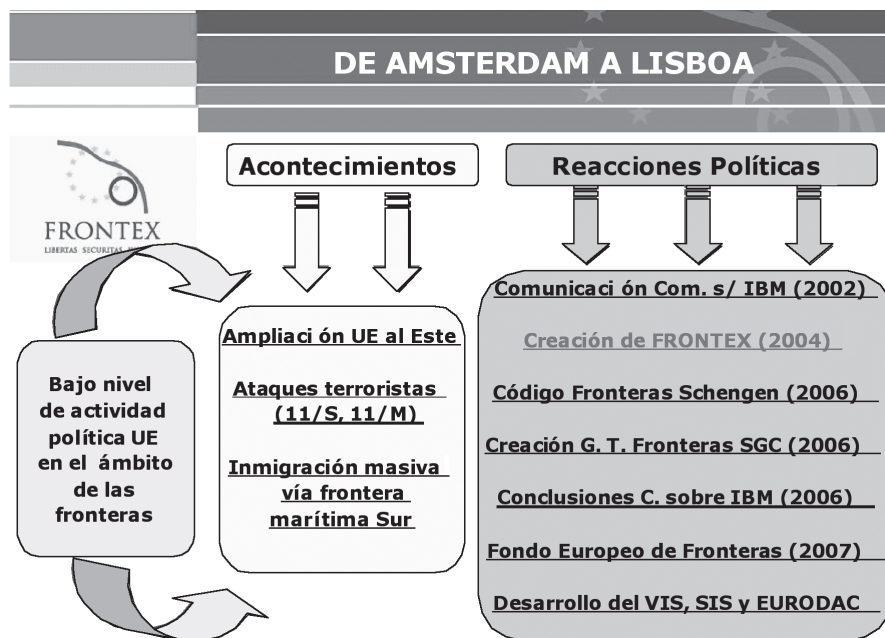 DE AMSTERDAM A LISBOA
FRONTEX
LIBERTAS SECURITAS
Acontecimientos
Reacciones Políticas
Bajo nivel
de actividad
política UE
en el ámbito
de las
fronteras
Ampliaci ón UE al Este
Ataques terroristas
(11/S, 11/M)
Inmigración masiva
vía frontera
marítima Sur
Comunicaci ón Com. s/ IBM (2002)
Creación de FRONTEX (2004)
Código Fronteras Schengen (2006)
Creación G. T. Fronteras SGC (2006)
Conclusiones C. sobre IBM (2006)
Fondo Europeo de Fronteras (2007)
Desarrollo del VIS, SIS y EURODAC